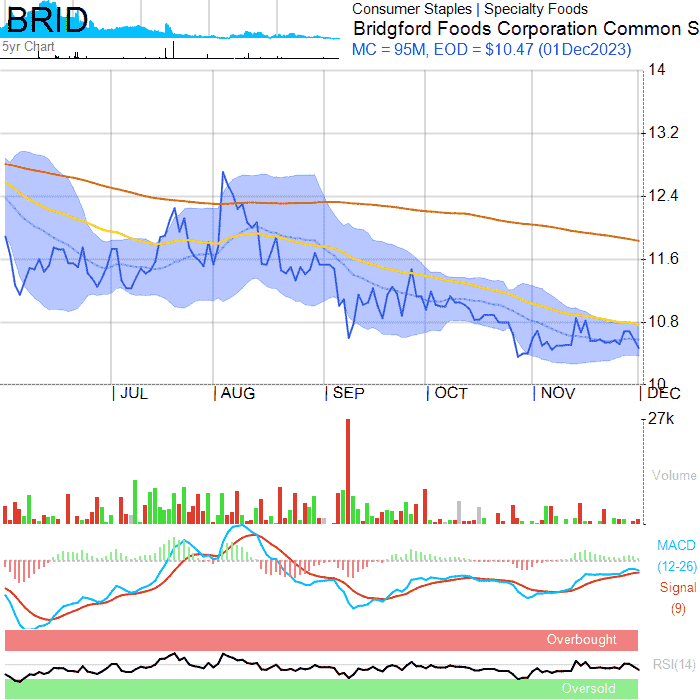 BRID
5yr Chart
Consumer Staples | Specialty Foods
Bridgford Foods Corporation Common S
MC = 95M, EOD = $10.47 (01Dec2023)
14
13.2
12.4
11.6
10.8
10
JUL
AUG
SEP
OCT
NOV
DEC
27k
Volume
MACD
(12-26)
Signal
(9)
Overbought
RSI(14)
Oversold